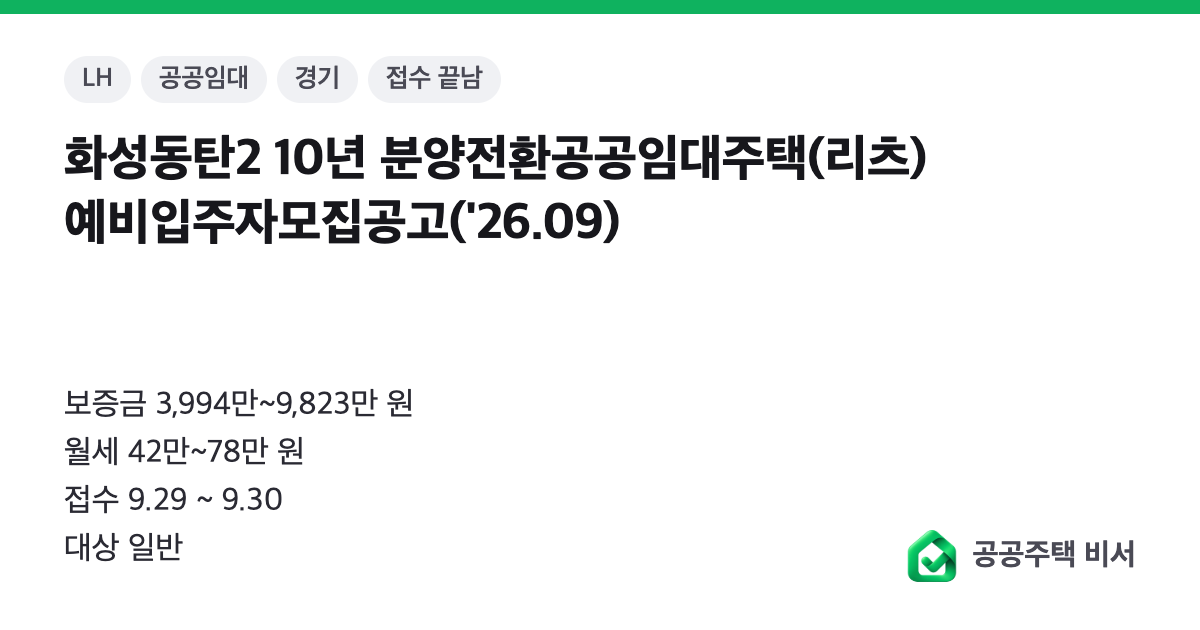 LH 공공임대 경기 접수 끝남
화성동탄2 10년 분양전환공공임대주택(리츠)
예비입주자모집공고('26.09)
보증금 3,994만~9,823만 원
월세 42만~78만 원
접수 9.29 ~ 9.30
대상 일반
공공주택 비서